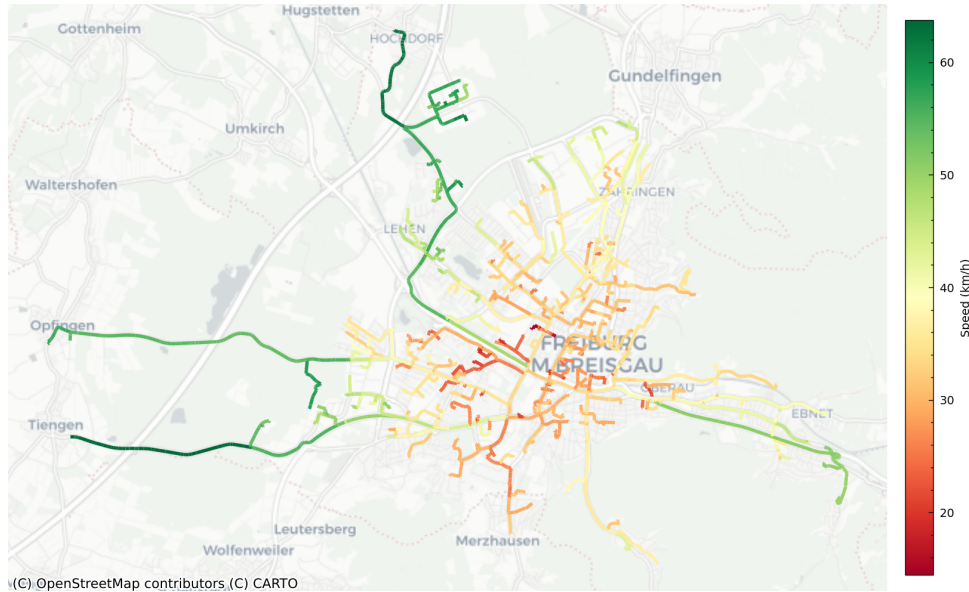 Hugstetten
Gottenheim
HOCHDORF
60
Gundelfingen
Umkirch
50
Waltershofen
ZÄHRINGEN
LEHEN
40
Speed (km/h)
Opfingen
FREIBURG
IM BREISGAU
OBERAU
30
EBNET
Tiengen
20
Leutersberg
Merzhausen
Wolfenweiler
(C) OpenStreetMap contributors (C) CARTO